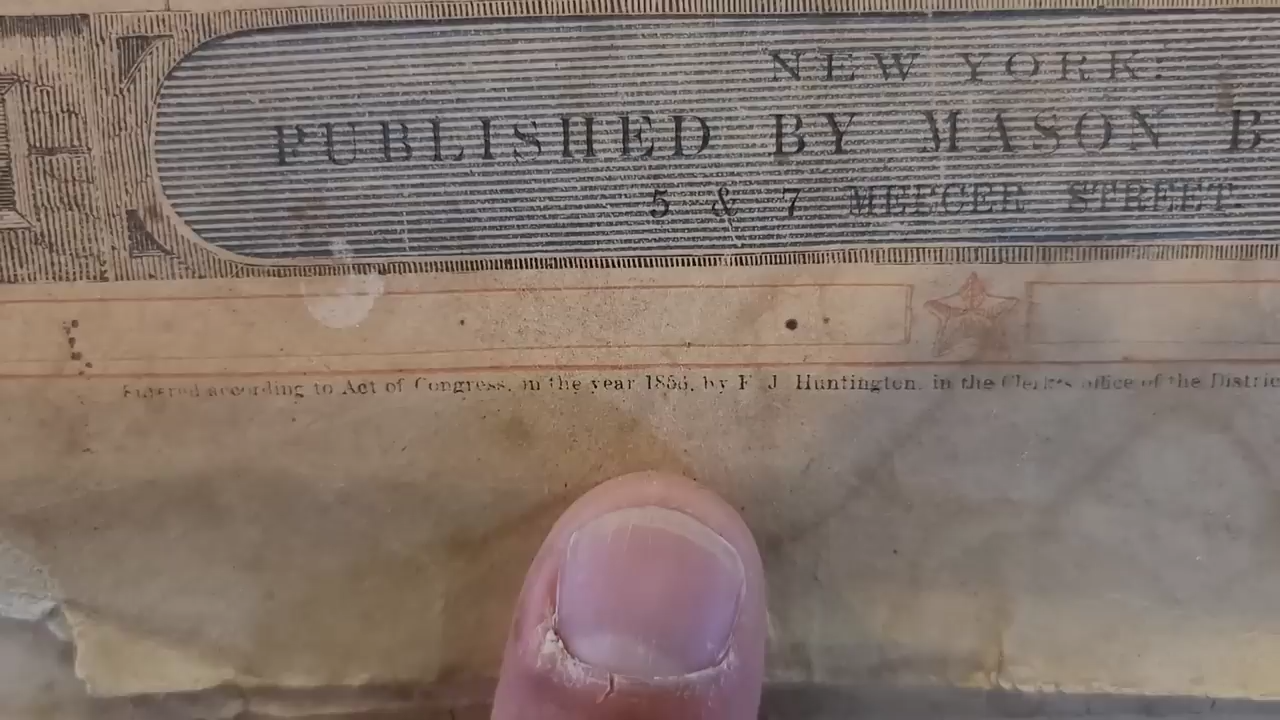 NEW YORK:
PUBLISHED BY MASON B
5 & 7 MERCER STREET.
Entered according to Act of Congress, in the year by F J Huntington, in the Clerk's office of the Distric